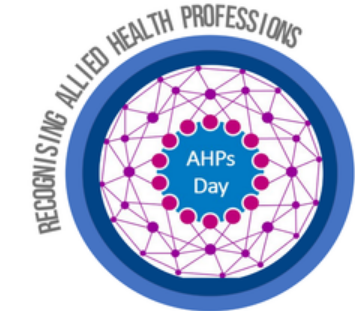 RECOGNISING ALLIED HEALTH PROFESSIONS
AHPs
Day